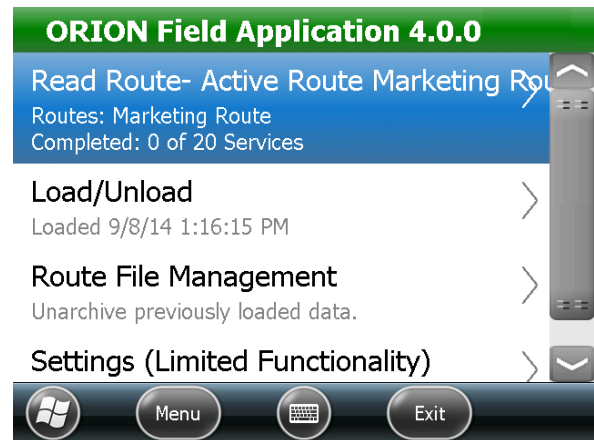 ORION Field Application 4.0.0
Read Route- Active Route Marketing Rou
Routes: Marketing Route
Completed: 0 of 20 Services
Load/Unload
Loaded 9/8/14 1:16:15 PM
Route File Management
Unarchive previously loaded data.
Settings (Limited Functionality)
Menu
Exit